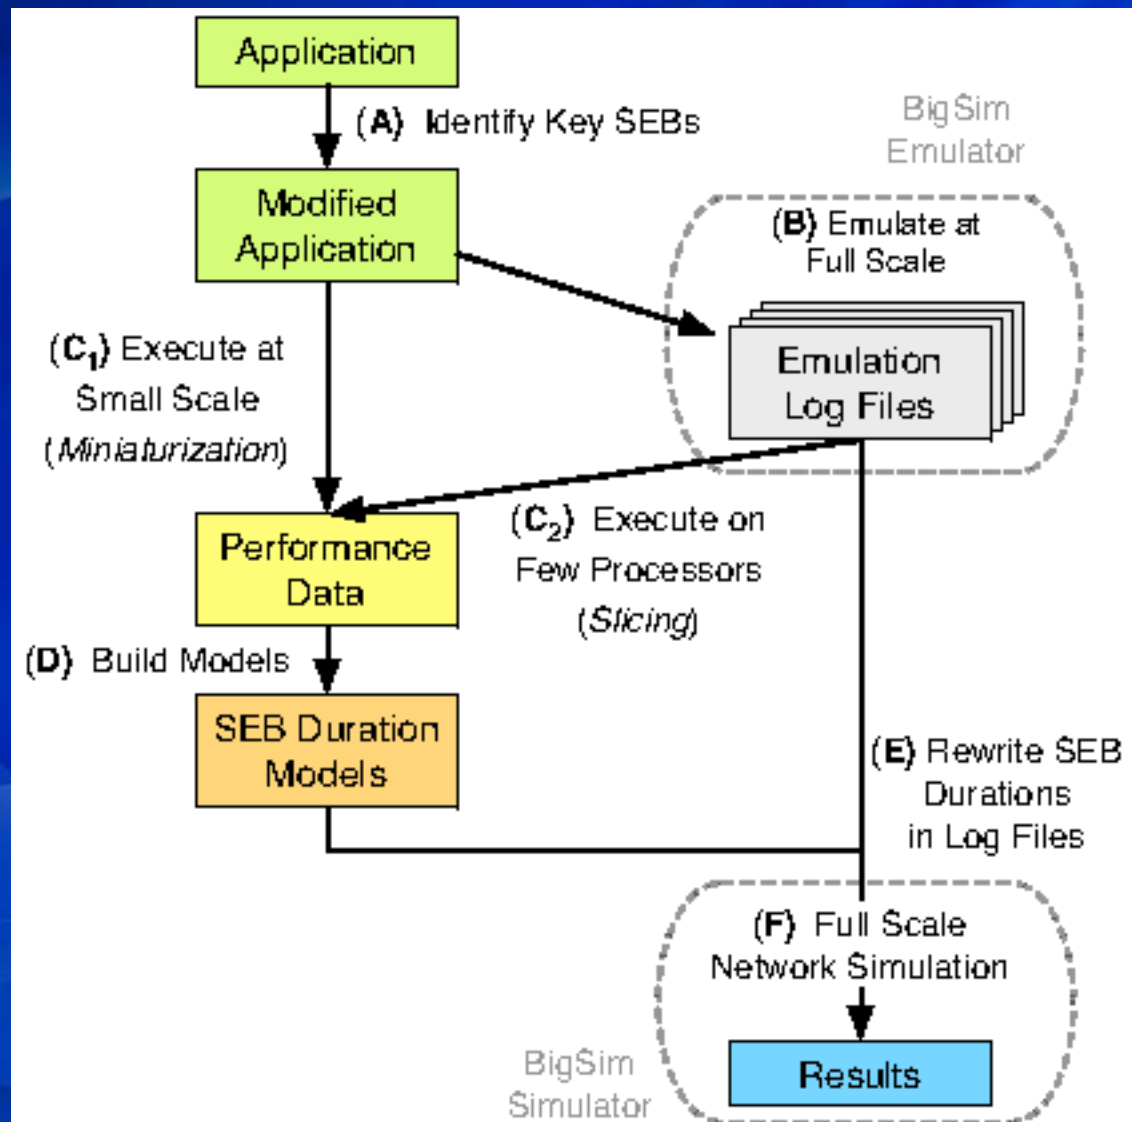 Application
(A) Identify Key SEBs
BigSim
Emulator
Modified
Application
(B) Emulate at
Full Scale
(C1) Execute at
Small Scale
(Miniaturization)
Emulation
Log Files
(C2) Execute on
Few Processors
(Slicing)
Performance
Data
(D) Build Models
SEB Duration
Models
(E) Rewrite SEB
Durations
in Log Files
(F) Full Scale
Network Simulation
Results
BigSim
Simulator